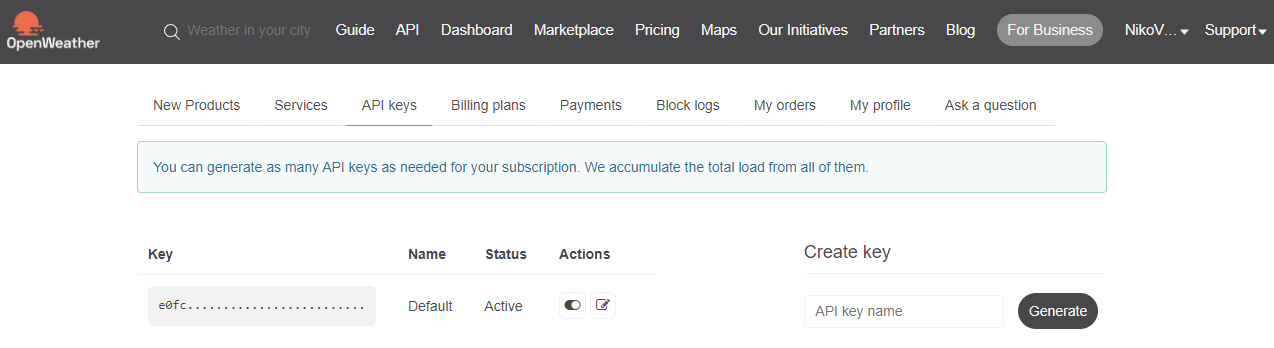 OpenWeather
Weather in your city Guide API Dashboard Marketplace Pricing Maps Our Initiatives Partners Blog For Business NikoV... Support
New Products Services API keys Billing plans Payments Block logs My orders My profile Ask a question
You can generate as many API keys as needed for your subscription. We accumulate the total load from all of them.
Key Name Status Actions
e0fc......................... Default Active
Create key
API key name Generate